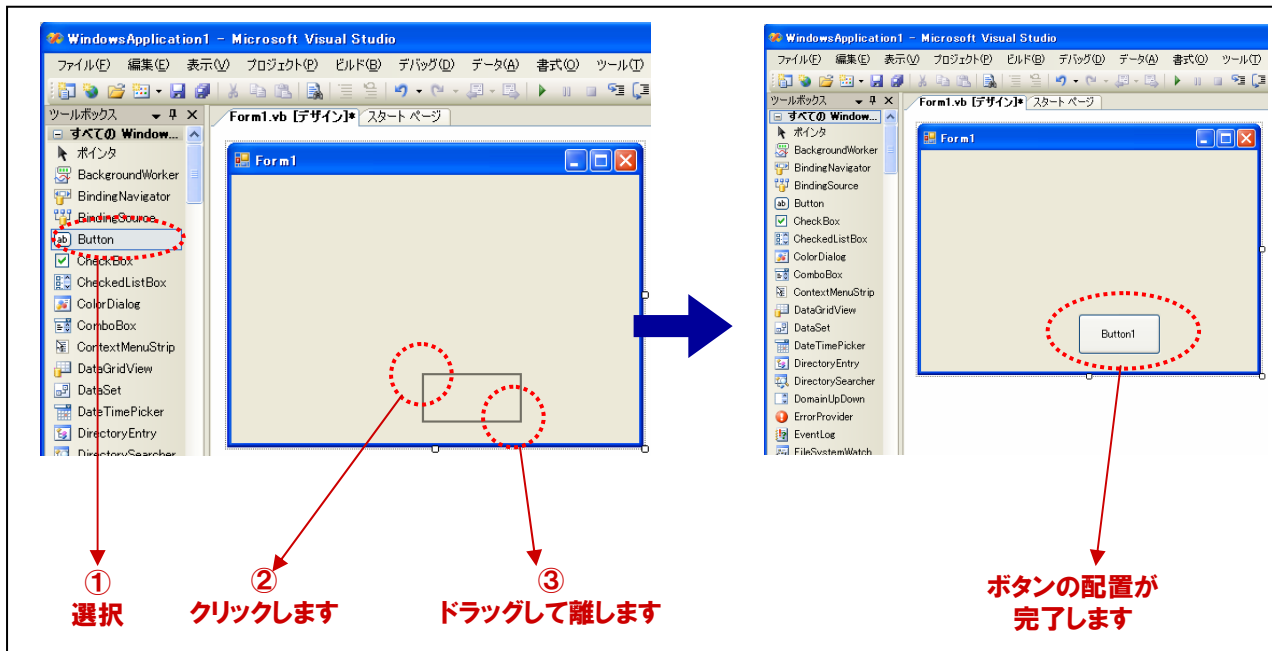 WindowsApplication1 - Microsoft Visual Studio
ファイル(F) 編集(E) 表示(V) プロジェクト(P) ビルド(B) デバッグ(D) データ(A) 書式(O) ツール(T)
ツールボックス
Form1.vb [デザイン]* スタート ページ
すべての Window...
ポインタ
BackgroundWorker
BindingNavigator
BindingSource
Button
CheckBox
CheckedListBox
ColorDialog
ComboBox
ContextMenuStrip
DataGridView
DataSet
DateTimePicker
DirectoryEntry
DirectorySearcher
Form1
①
選択
②
クリックします
③
ドラッグして離します
WindowsApplication1 - Microsoft Visual Studio
ファイル(F) 編集(E) 表示(V) プロジェクト(P) ビルド(B) デバッグ(D) データ(A) 書式(O) ツール(T)
ツールボックス
Form1.vb [デザイン]* スタート ページ
すべての Window...
ポインタ
BackgroundWorker
BindingNavigator
BindingSource
Button
CheckBox
CheckedListBox
ColorDialog
ComboBox
ContextMenuStrip
DataGridView
DataSet
DateTimePicker
DirectoryEntry
DirectorySearcher
DomainUpDown
ErrorProvider
EventLog
FileSystemWatch
Form1
Button1
ボタンの配置が
完了します